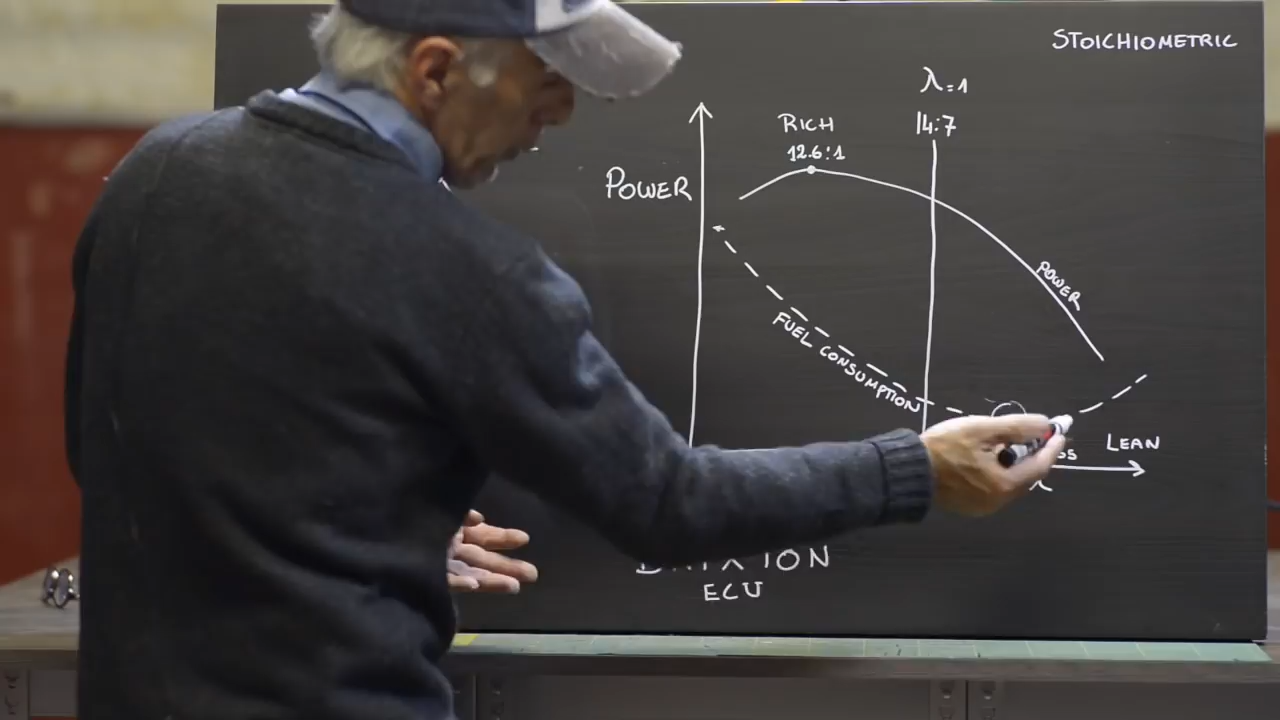 STOICHIOMETRIC
λ=1
14:7
RICH
12.6:1
POWER
POWER
FUEL CONSUMPTION
LEAN
ECU